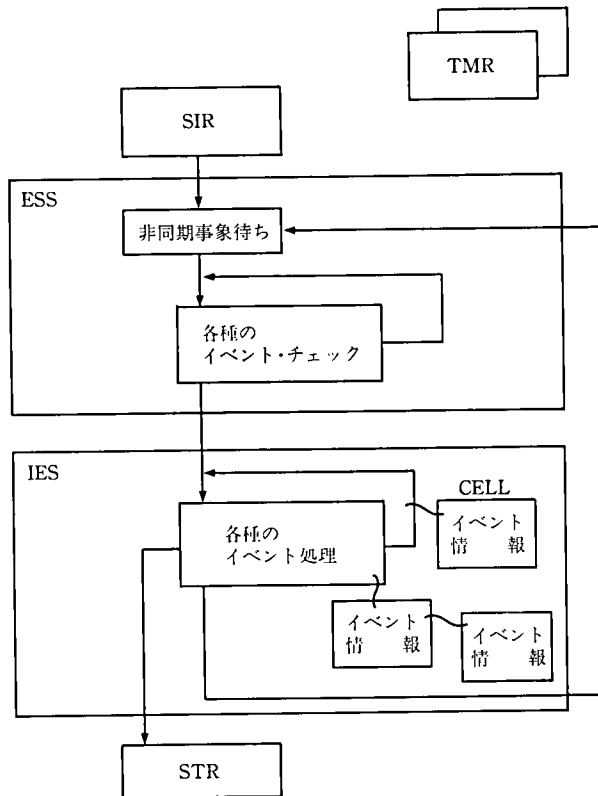 TMR
SIR
ESS
非同期事象待ち
各種の
イベント・チェック
IES
CELL
イベント
情 報
各種の
イベント処理
イベント
情 報
イベント
情 報
STR